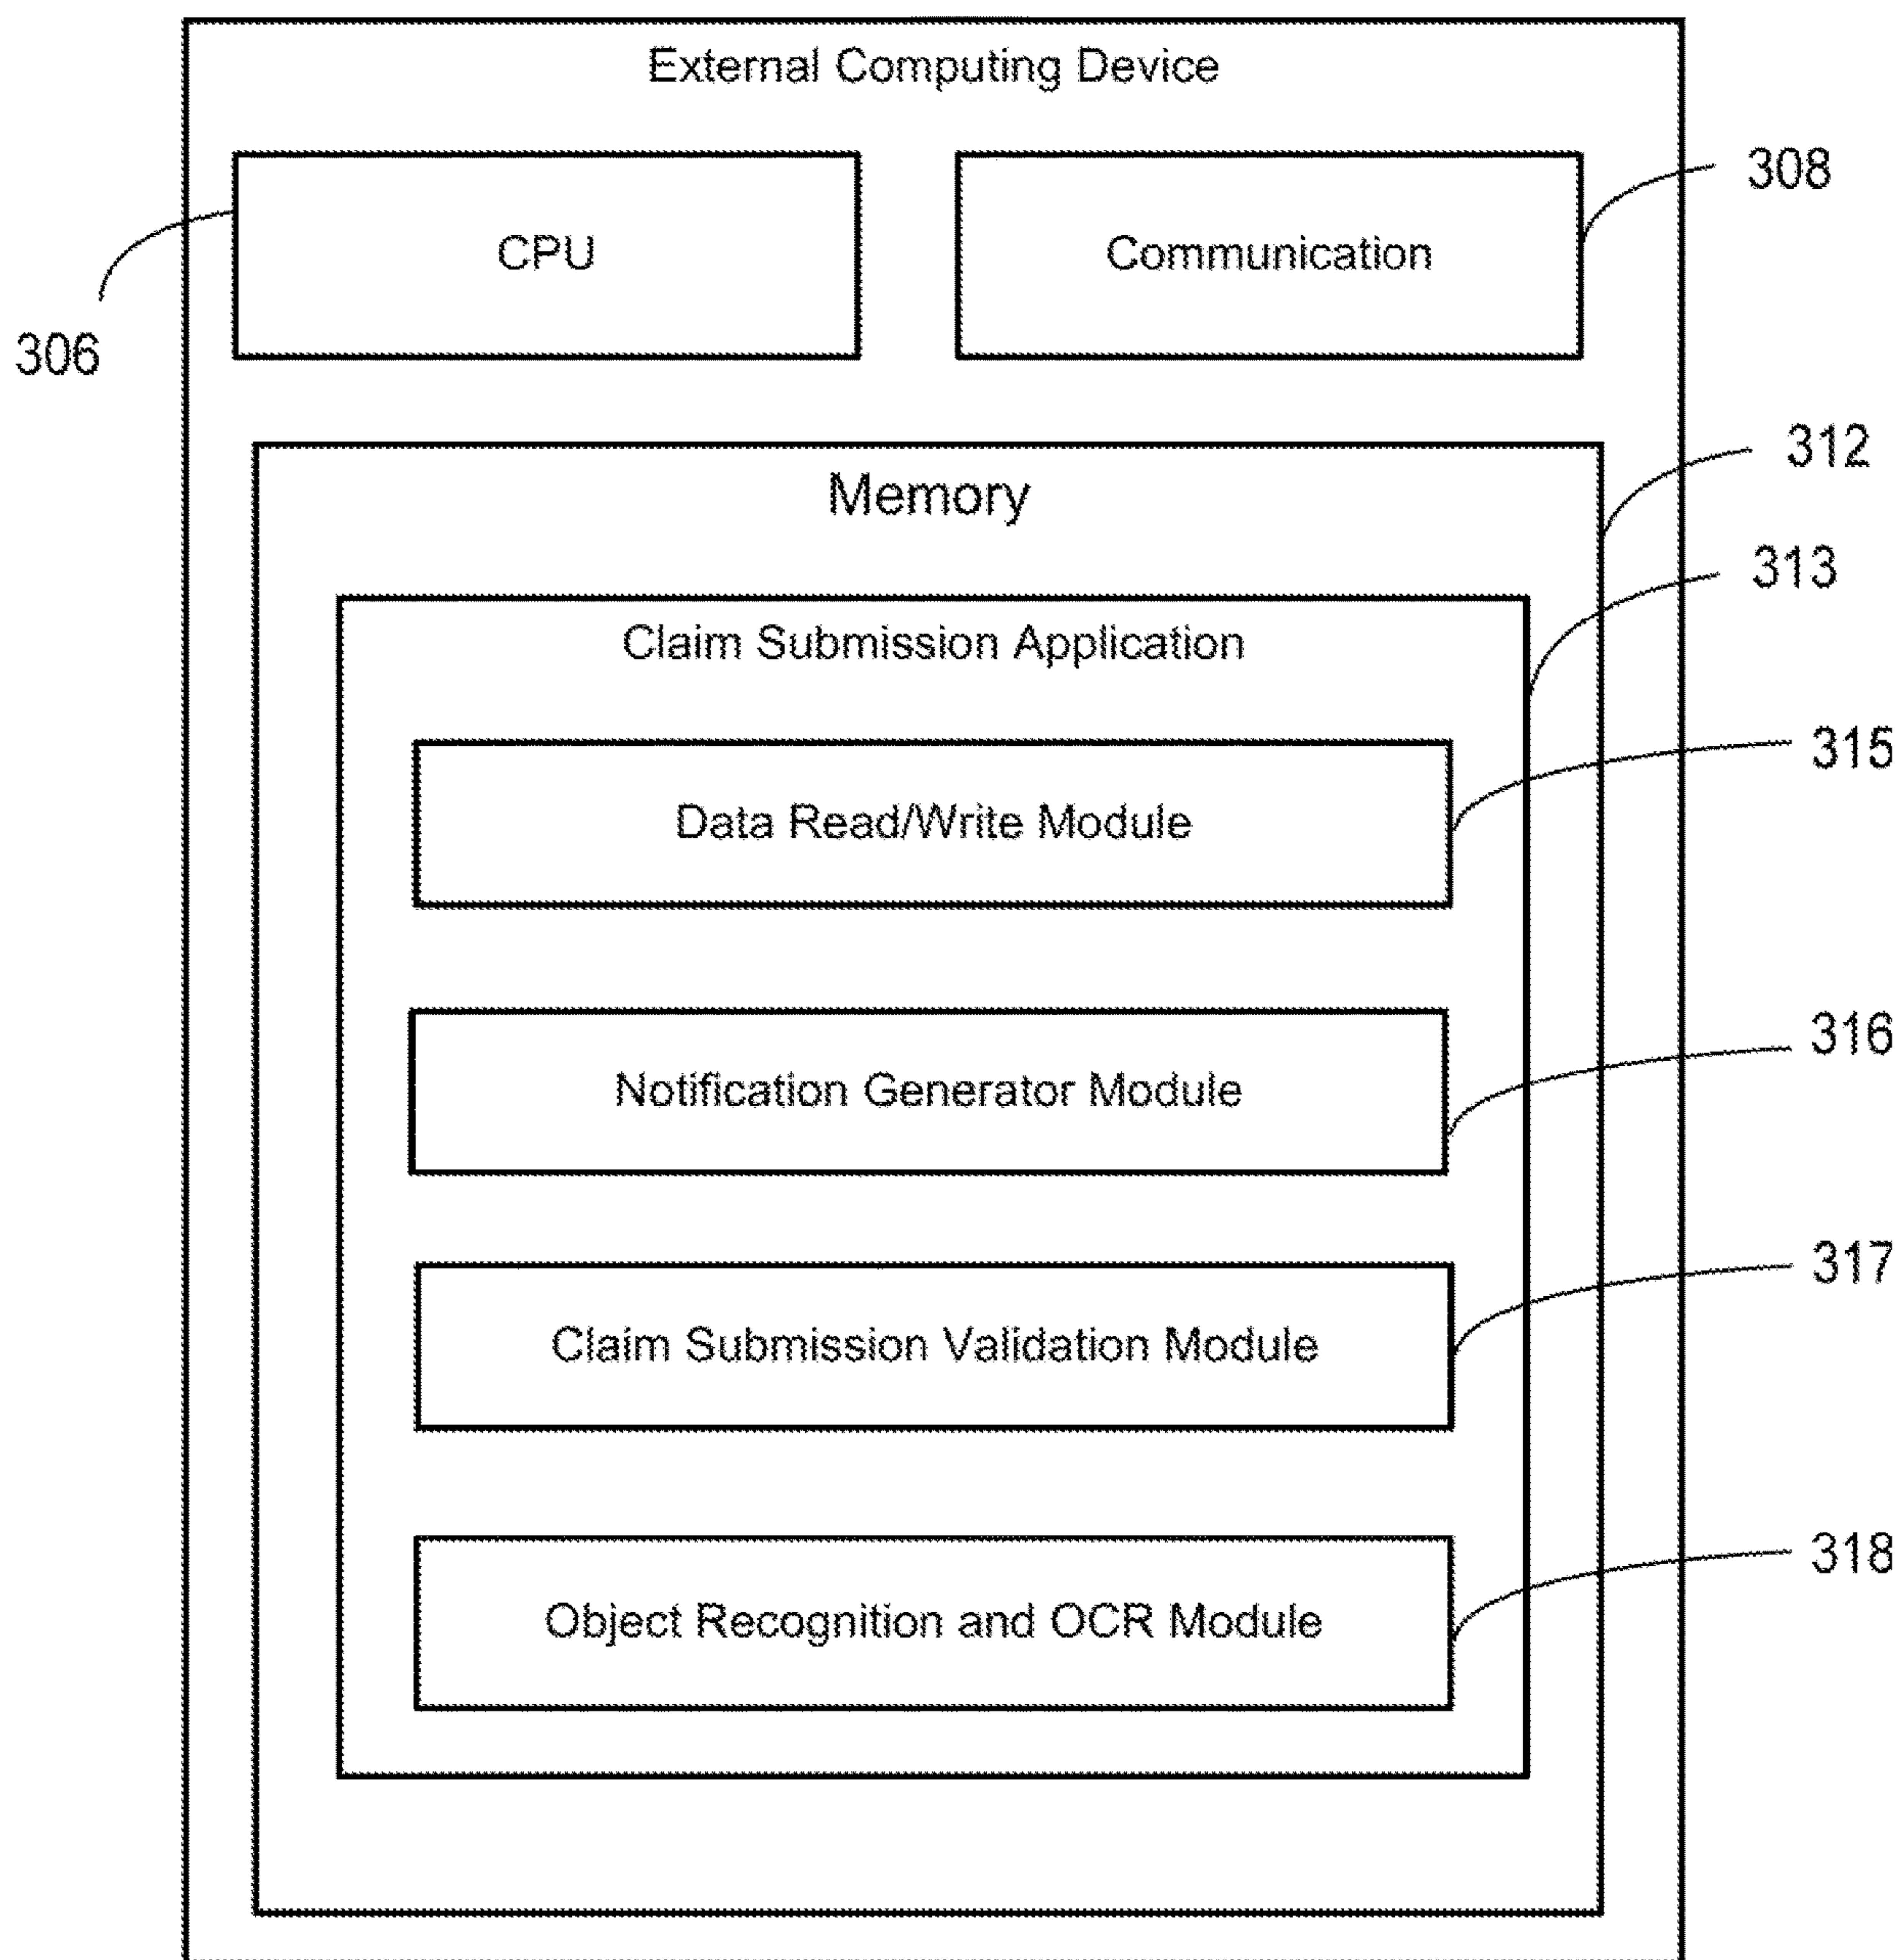 External Computing Device
308
CPU
Communication
306
312
Memory
313
Claim Submission Application
315
Data Read/Write Module
316
Notification Generator Module
317
Claim Submission Validation Module
318
Object Recognition and OCR Module